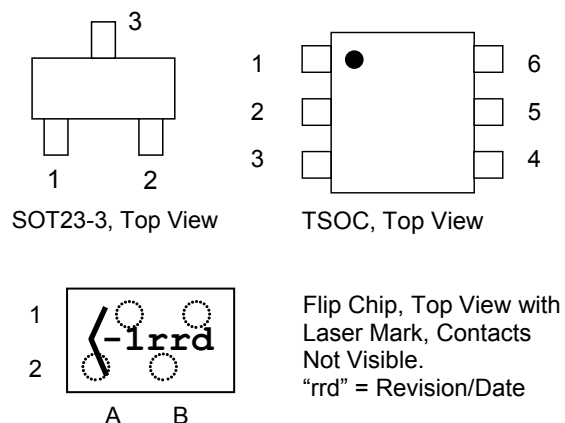 3
1 2
SOT23-3, Top View
1 6
2 5
3 4
TSOC, Top View
1
2
-1rrd
A B
Flip Chip, Top View with
Laser Mark, Contacts
Not Visible.
“rrd” = Revision/Date